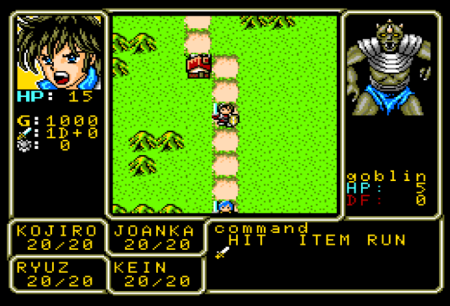 HP: 15
G: 1000
: 1D+0
: 0
goblin
HP: 5
DF: 0
KOJIRO
20/20
JOANKA
20/20
RYUZ
20/20
KEIN
20/20
command
HIT ITEM RUN